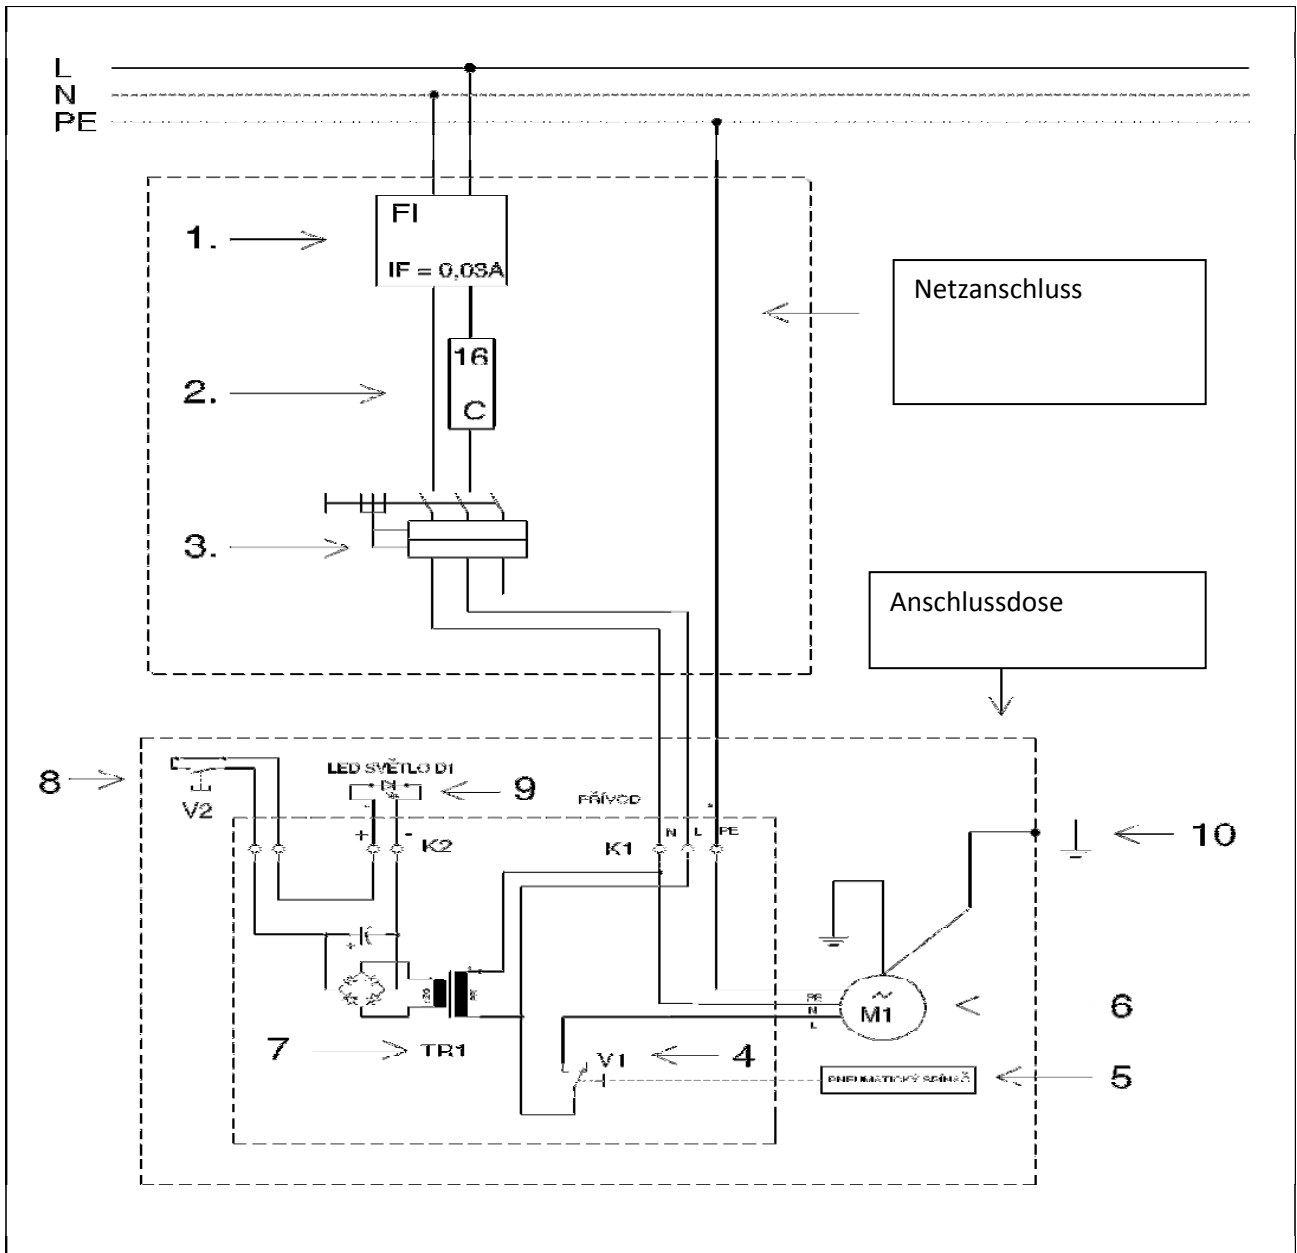 L
N
PE
FI
1.
IF = 0,03A
Netzanschluss
16
2.
C
3.
Anschlussdose
LED SVĚTLO D1
8
9
V2
PŘÍVOD
+ -
K2
K1
N L PE
10
+
M1
6
N
L
7
TR1
V1
4
5
PNEUMATICKÝ SPÍNAČ